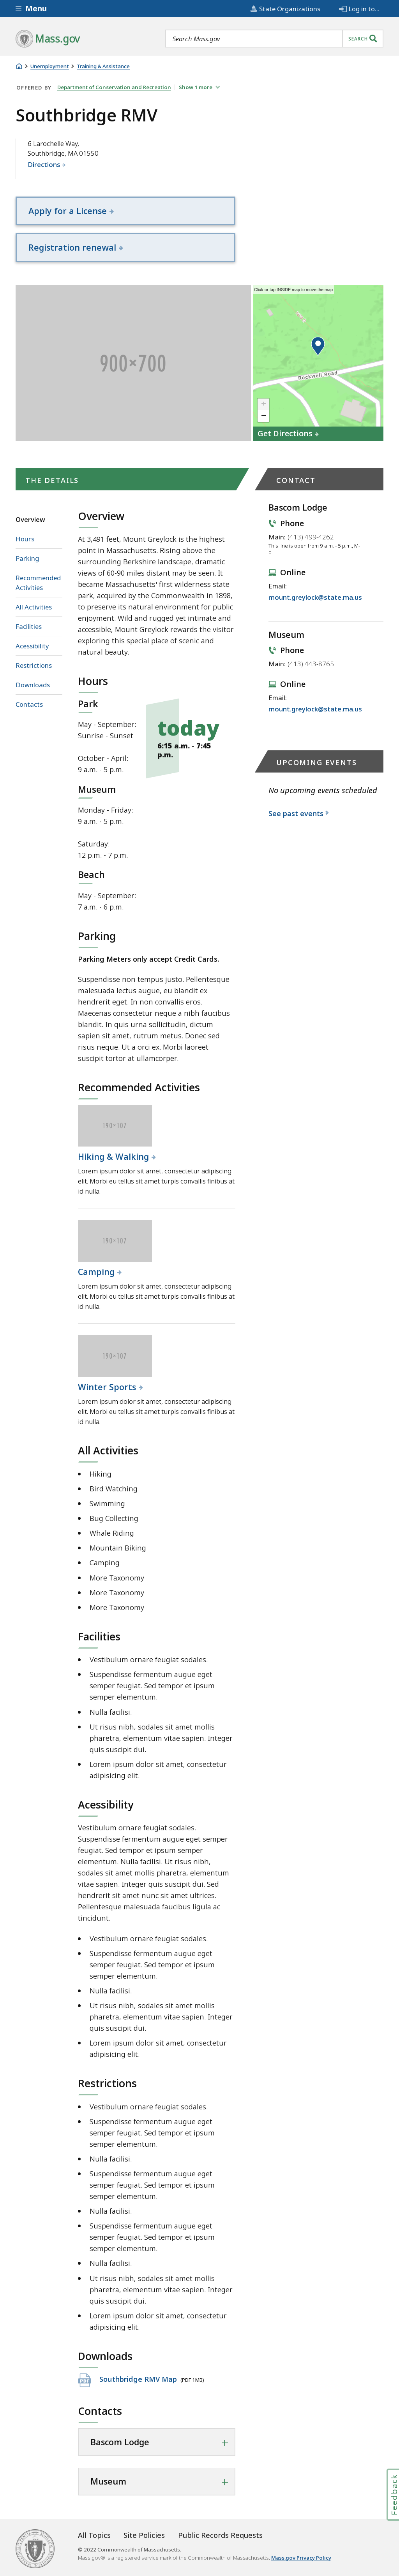 Menu
State Organizations
Log in to...
Mass.gov
Search Mass.gov
SEARCH
Unemployment
Training & Assistance
OFFERED BY
Department of Conservation and Recreation
Show 1 more
Southbridge RMV
6 Larochelle Way,
Southbridge, MA 01550
Directions
Apply for a License
Registration renewal
900×700
Click or tap INSIDE map to move the map
Rockwell Road
+
−
Get Directions
THE DETAILS
Overview
Hours
Parking
Recommended
Activities
All Activities
Facilities
Acessibility
Restrictions
Downloads
Contacts
Overview
At 3,491 feet, Mount Greylock is the highest
point in Massachusetts. Rising above the
surrounding Berkshire landscape, dramatic
views of 60-90 miles distant may be seen. It
became Massachusetts' first wilderness state
park, acquired by the Commonwealth in 1898,
to preserve its natural environment for public
enjoyment. Wild and rugged yet intimate and
accessible, Mount Greylock rewards the visitor
exploring this special place of scenic and
natural beauty.
Hours
Park
May - September:
Sunrise - Sunset
October - April:
9 a.m. - 5 p.m.
today
6:15 a.m. - 7:45
p.m.
Museum
Monday - Friday:
9 a.m. - 5 p.m.
Saturday:
12 p.m. - 7 p.m.
Beach
May - September:
7 a.m. - 6 p.m.
Parking
Parking Meters only accept Credit Cards.
Suspendisse non tempus justo. Pellentesque
malesuada lectus augue, eu blandit ex
hendrerit eget. In non convallis eros.
Maecenas consectetur neque a nibh faucibus
blandit. In quis urna sollicitudin, dictum
sapien sit amet, rutrum metus. Donec sed
risus neque. Ut a orci ex. Morbi laoreet
suscipit tortor at ullamcorper.
Recommended Activities
190×107
Hiking & Walking
Lorem ipsum dolor sit amet, consectetur adipiscing
elit. Morbi eu tellus sit amet turpis convallis finibus at
id nulla.
190×107
Camping
Lorem ipsum dolor sit amet, consectetur adipiscing
elit. Morbi eu tellus sit amet turpis convallis finibus at
id nulla.
190×107
Winter Sports
Lorem ipsum dolor sit amet, consectetur adipiscing
elit. Morbi eu tellus sit amet turpis convallis finibus at
id nulla.
All Activities
Hiking
Bird Watching
Swimming
Bug Collecting
Whale Riding
Mountain Biking
Camping
More Taxonomy
More Taxonomy
More Taxonomy
Facilities
Vestibulum ornare feugiat sodales.
Suspendisse fermentum augue eget
semper feugiat. Sed tempor et ipsum
semper elementum.
Nulla facilisi.
Ut risus nibh, sodales sit amet mollis
pharetra, elementum vitae sapien. Integer
quis suscipit dui.
Lorem ipsum dolor sit amet, consectetur
adipisicing elit.
Acessibility
Vestibulum ornare feugiat sodales.
Suspendisse fermentum augue eget semper
feugiat. Sed tempor et ipsum semper
elementum. Nulla facilisi. Ut risus nibh,
sodales sit amet mollis pharetra, elementum
vitae sapien. Integer quis suscipit dui. Sed
hendrerit sit amet nunc sit amet ultrices.
Pellentesque malesuada faucibus ligula ac
tincidunt.
Vestibulum ornare feugiat sodales.
Suspendisse fermentum augue eget
semper feugiat. Sed tempor et ipsum
semper elementum.
Nulla facilisi.
Ut risus nibh, sodales sit amet mollis
pharetra, elementum vitae sapien. Integer
quis suscipit dui.
Lorem ipsum dolor sit amet, consectetur
adipisicing elit.
Restrictions
Vestibulum ornare feugiat sodales.
Suspendisse fermentum augue eget
semper feugiat. Sed tempor et ipsum
semper elementum.
Nulla facilisi.
Suspendisse fermentum augue eget
semper feugiat. Sed tempor et ipsum
semper elementum.
Nulla facilisi.
Suspendisse fermentum augue eget
semper feugiat. Sed tempor et ipsum
semper elementum.
Nulla facilisi.
Ut risus nibh, sodales sit amet mollis
pharetra, elementum vitae sapien. Integer
quis suscipit dui.
Lorem ipsum dolor sit amet, consectetur
adipisicing elit.
Downloads
PDF
Southbridge RMV Map (PDF 1MB)
Contacts
Bascom Lodge
Museum
CONTACT
Bascom Lodge
Phone
Main: (413) 499-4262
This line is open from 9 a.m. - 5 p.m., M-
F
Online
Email:
mount.greylock@state.ma.us
Museum
Phone
Main: (413) 443-8765
Online
Email:
mount.greylock@state.ma.us
UPCOMING EVENTS
No upcoming events scheduled
See past events
Feedback
All Topics
Site Policies
Public Records Requests
© 2022 Commonwealth of Massachusetts.
Mass.gov® is a registered service mark of the Commonwealth of Massachusetts. Mass.gov Privacy Policy